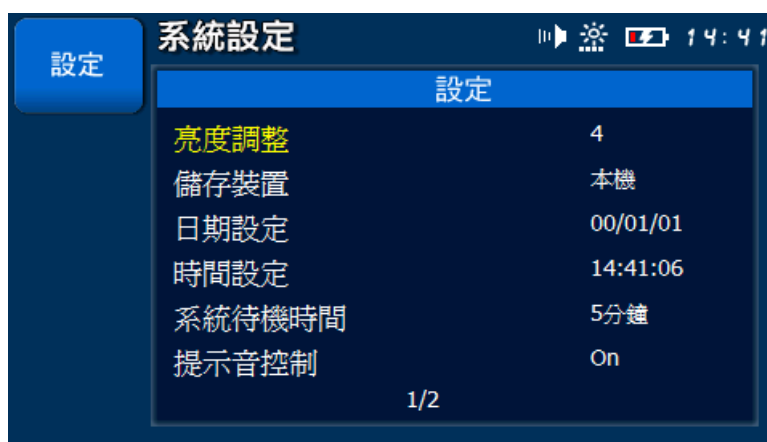 設定
系統設定 14:41
設定
亮度調整 4
儲存裝置 本機
日期設定 00/01/01
時間設定 14:41:06
系統待機時間 5分鐘
提示音控制 On
1/2